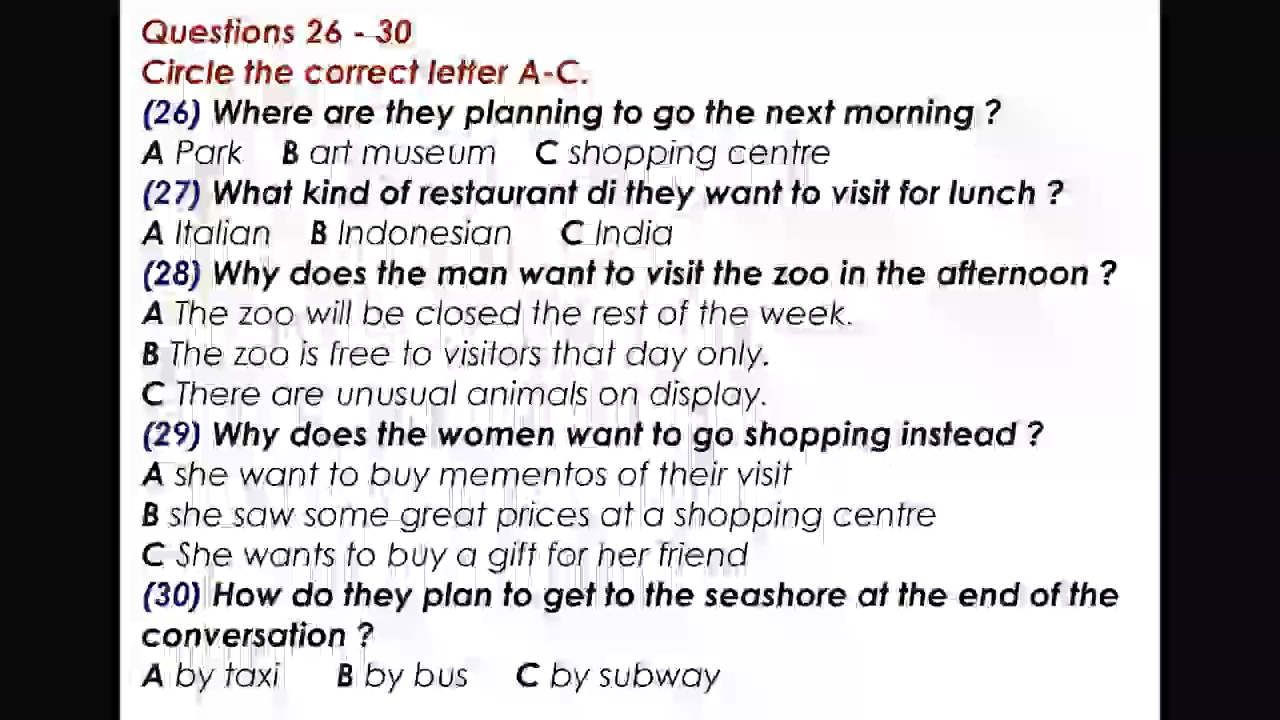 Questions 26 - 30
Circle the correct letter A-C.
(26) Where are they planning to go the next morning ?
A Park B art museum C shopping centre
(27) What kind of restaurant di they want to visit for lunch ?
A Italian B Indonesian C India
(28) Why does the man want to visit the zoo in the afternoon ?
A The zoo will be closed the rest of the week.
B The zoo is free to visitors that day only.
C There are unusual animals on display.
(29) Why does the women want to go shopping instead ?
A she want to buy mementos of their visit
B she saw some great prices at a shopping centre
C She wants to buy a gift for her friend
(30) How do they plan to get to the seashore at the end of the
conversation ?
A by taxi B by bus C by subway